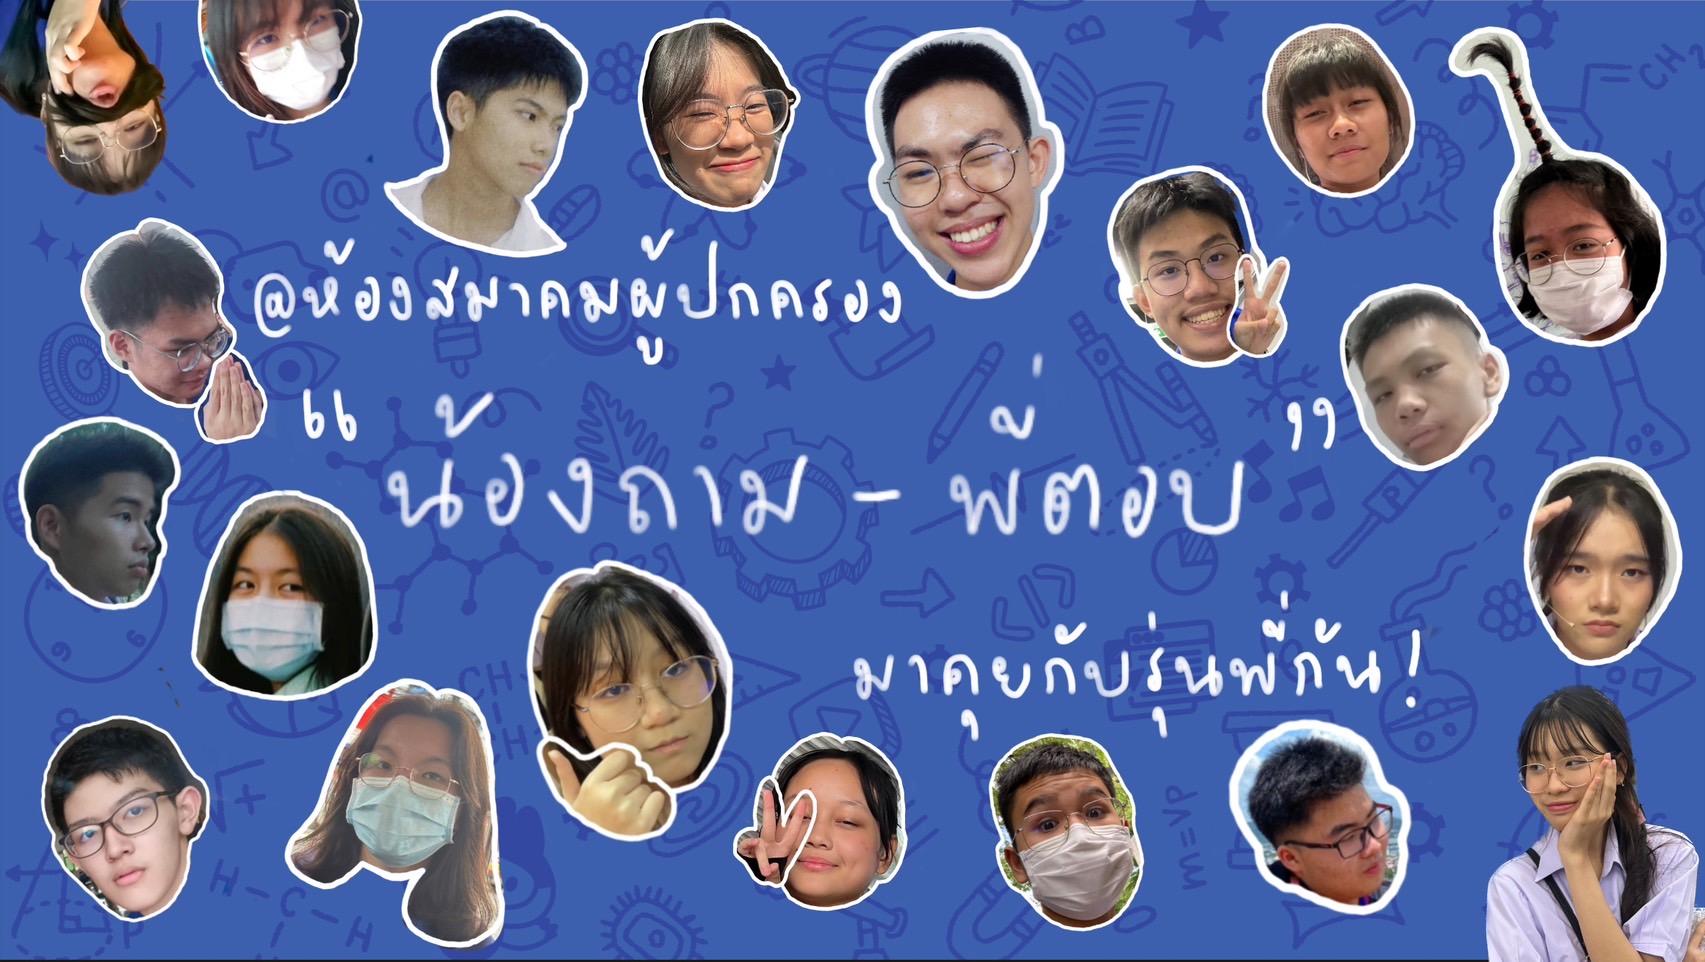 @ห้องสมาคมผู้ปกครอง
“น้องถาม - พี่ตอบ”
มาคุยกับรุ่นพี่กัน!